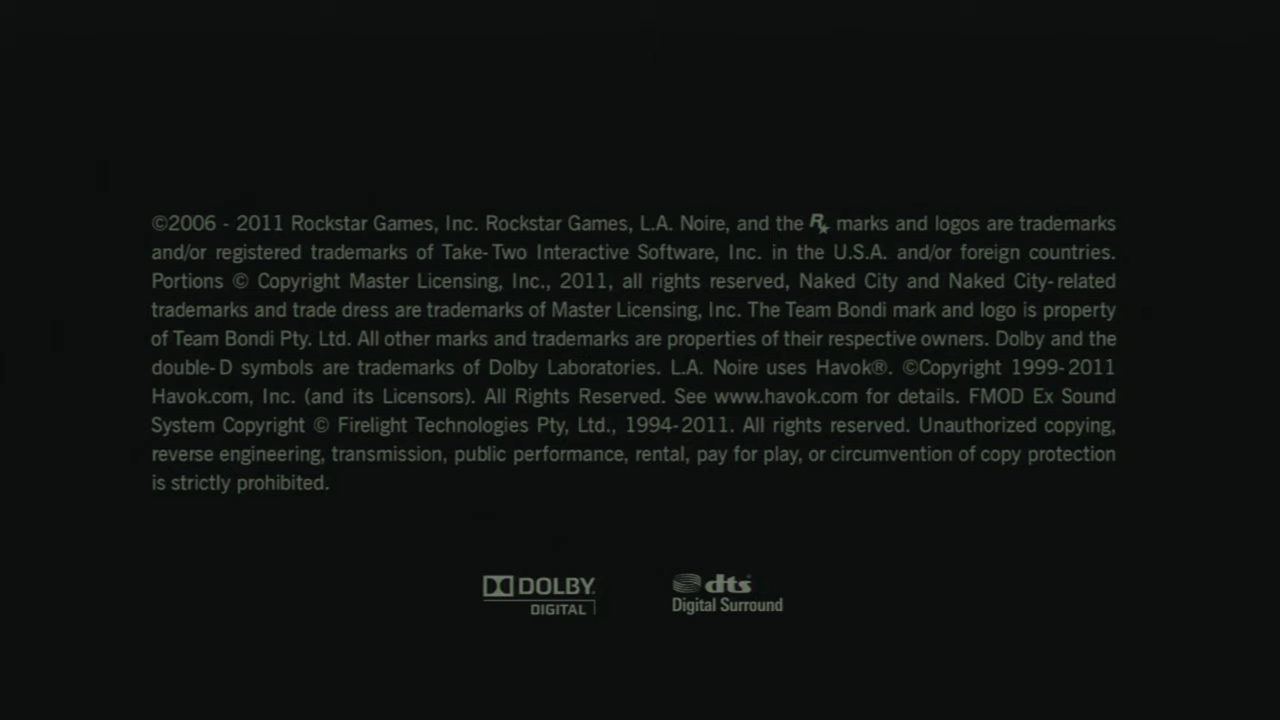 ©2006 - 2011 Rockstar Games, Inc. Rockstar Games, L.A. Noire, and the R marks and logos are trademarks
and/or registered trademarks of Take-Two Interactive Software, Inc. in the U.S.A. and/or foreign countries.
Portions © Copyright Master Licensing, Inc., 2011, all rights reserved, Naked City and Naked City-related
trademarks and trade dress are trademarks of Master Licensing, Inc. The Team Bondi mark and logo is property
of Team Bondi Pty. Ltd. All other marks and trademarks are properties of their respective owners. Dolby and the
double-D symbols are trademarks of Dolby Laboratories. L.A. Noire uses Havok®. ©Copyright 1999-2011
Havok.com, Inc. (and its Licensors). All Rights Reserved. See www.havok.com for details. FMOD Ex Sound
System Copyright © Firelight Technologies Pty, Ltd., 1994-2011. All rights reserved. Unauthorized copying,
reverse engineering, transmission, public performance, rental, pay for play, or circumvention of copy protection
is strictly prohibited.
DOLBY
DIGITAL
dts
Digital Surround